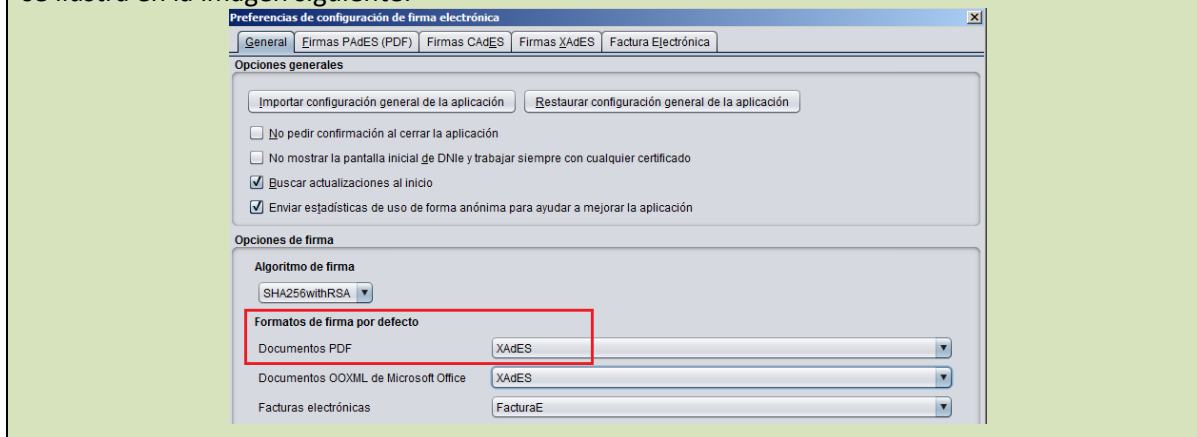 se ilustra en la imagen siguiente:
Preferencias de configuración de firma electrónica
General Firmas PAdES (PDF) Firmas CAdES Firmas XAdES Factura Electrónica
Opciones generales
Importar configuración general de la aplicación Restaurar configuración general de la aplicación
No pedir confirmación al cerrar la aplicación
No mostrar la pantalla inicial de DNIe y trabajar siempre con cualquier certificado
Buscar actualizaciones al inicio
Enviar estadísticas de uso de forma anónima para ayudar a mejorar la aplicación
Opciones de firma
Algoritmo de firma
SHA256withRSA
Formatos de firma por defecto
Documentos PDF XAdES
Documentos OOXML de Microsoft Office XAdES
Facturas electrónicas FacturaE